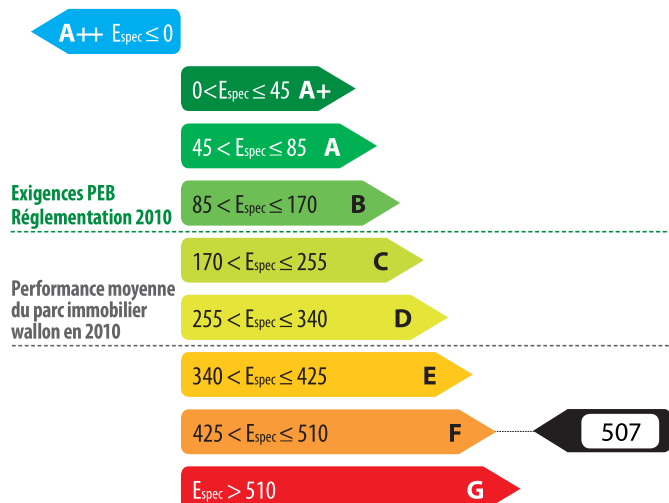 A++ Espec ≤ 0
0 < Espec ≤ 45 A+
45 < Espec ≤ 85 A
Exigences PEB
Réglementation 2010
85 < Espec ≤ 170 B
170 < Espec ≤ 255 C
Performance moyenne
du parc immobilier
wallon en 2010
255 < Espec ≤ 340 D
340 < Espec ≤ 425 E
425 < Espec ≤ 510 F
507
Espec > 510 G